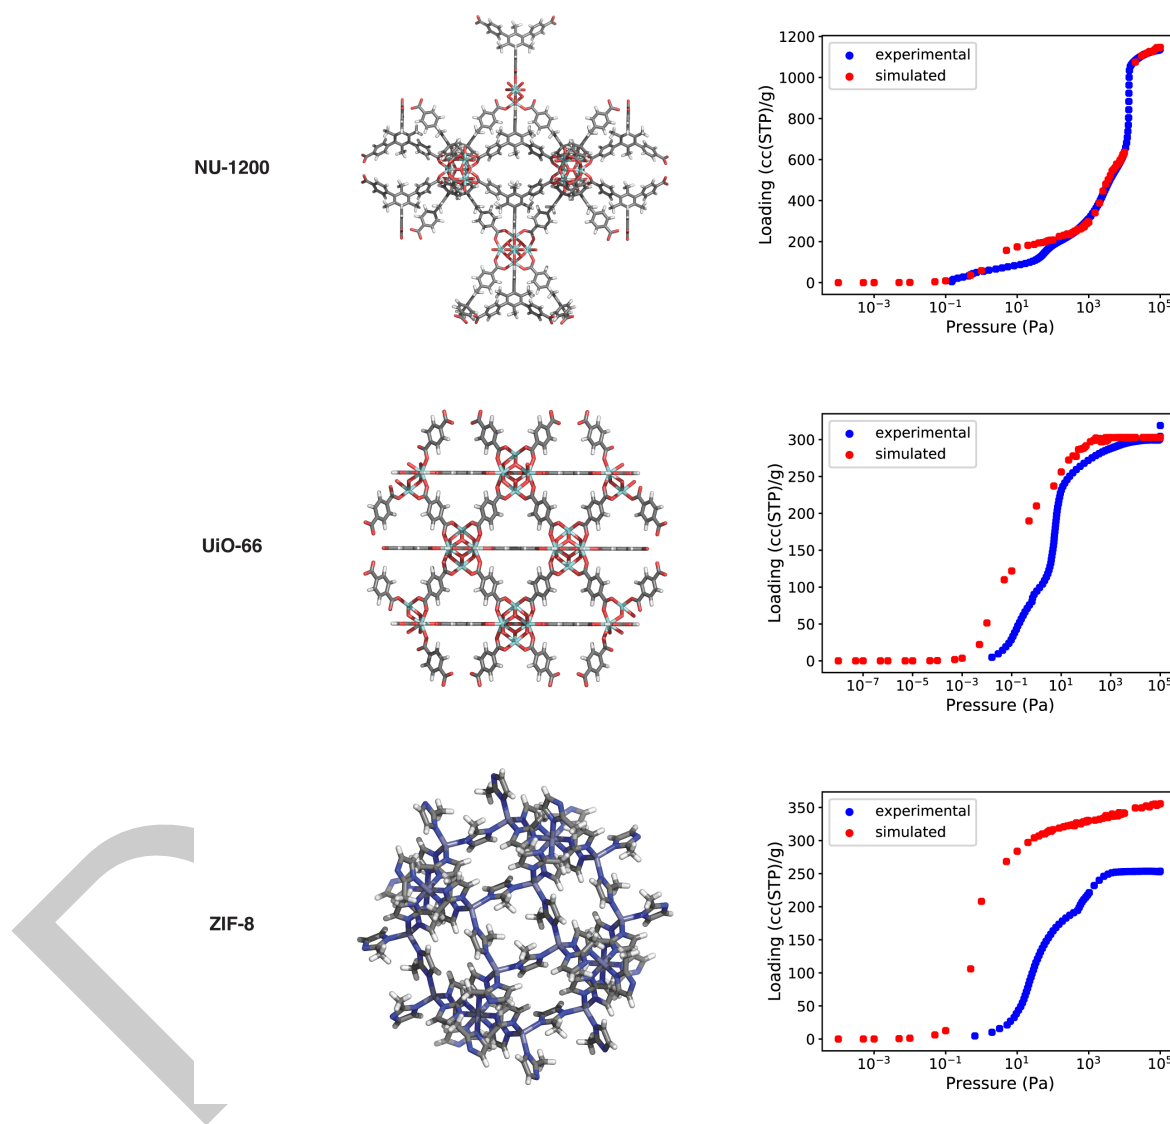 NU-1200
1200
1000
800
600
400
200
0
Loading (cc(STP)/g)
experimental
simulated
10⁻³ 10⁻¹ 10¹ 10³ 10⁵
Pressure (Pa)
UiO-66
300
250
200
150
100
50
0
Loading (cc(STP)/g)
experimental
simulated
10⁻⁷ 10⁻⁵ 10⁻³ 10⁻¹ 10¹ 10³ 10⁵
Pressure (Pa)
ZIF-8
350
300
250
200
150
100
50
0
Loading (cc(STP)/g)
experimental
simulated
10⁻³ 10⁻¹ 10¹ 10³ 10⁵
Pressure (Pa)